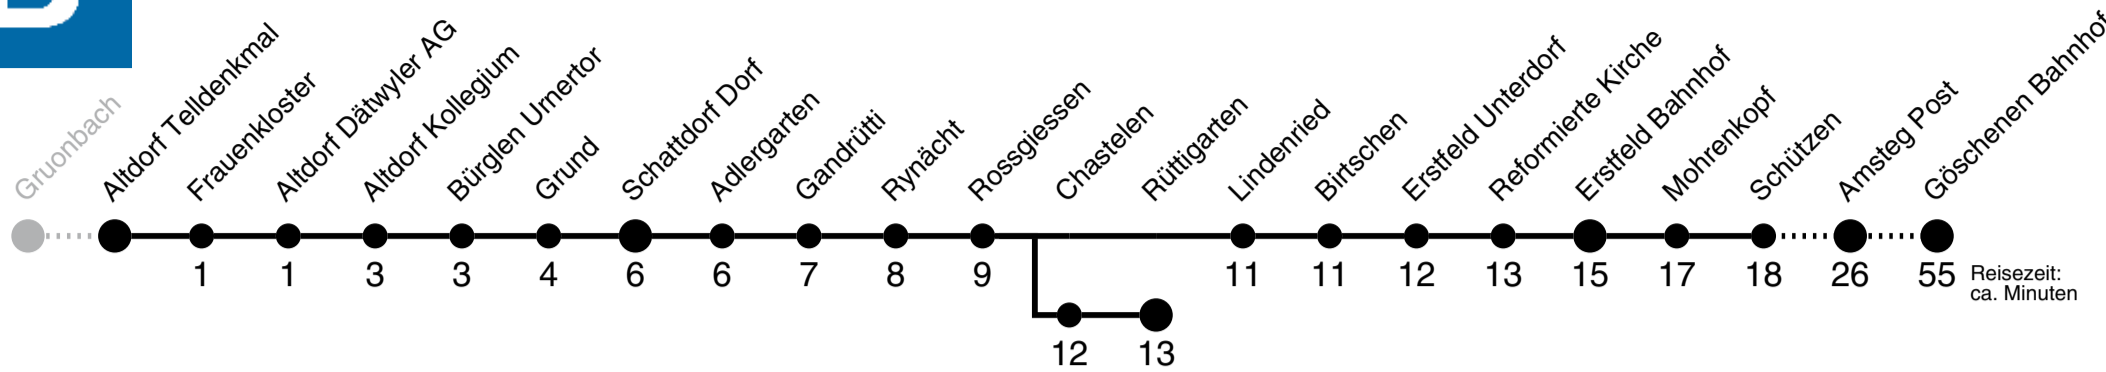 Gruonbach
Altdorf Telldenkmal
Frauenkloster
Altdorf Dätwyler AG
Altdorf Kollegium
Bürglen Urnertor
Grund
Schattdorf Dorf
Adlergarten
Gandrütti
Rynächt
Rossgiessen
Chastelen
Rüttigarten
Lindenried
Birtschen
Erstfeld Unterdorf
Reformierte Kirche
Erstfeld Bahnhof
Mohrenkopf
Schützen
Amsteg Post
Göschenen Bahnhof
1 1 3 3 4 6 6 7 8 9 11 11 12 13 15 17 18 26 55
Reisezeit:
ca. Minuten
12 13